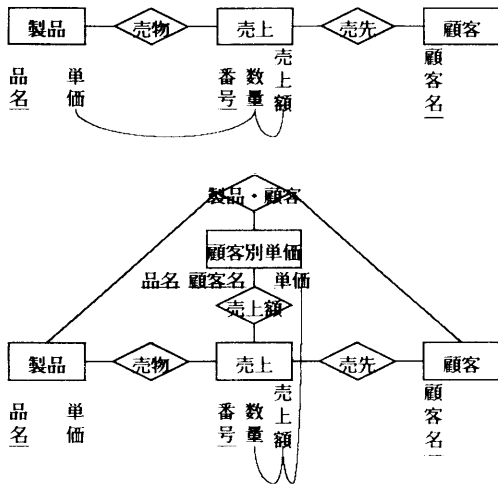 製品 売物 売上 売先 顧客
品名 単価 番号 数量 売上額 顧客名
製品・顧客
顧客別単価
品名 顧客名 単価
売上額
製品 売物 売上 売先 顧客
品名 単価 番号 数量 売上額 顧客名